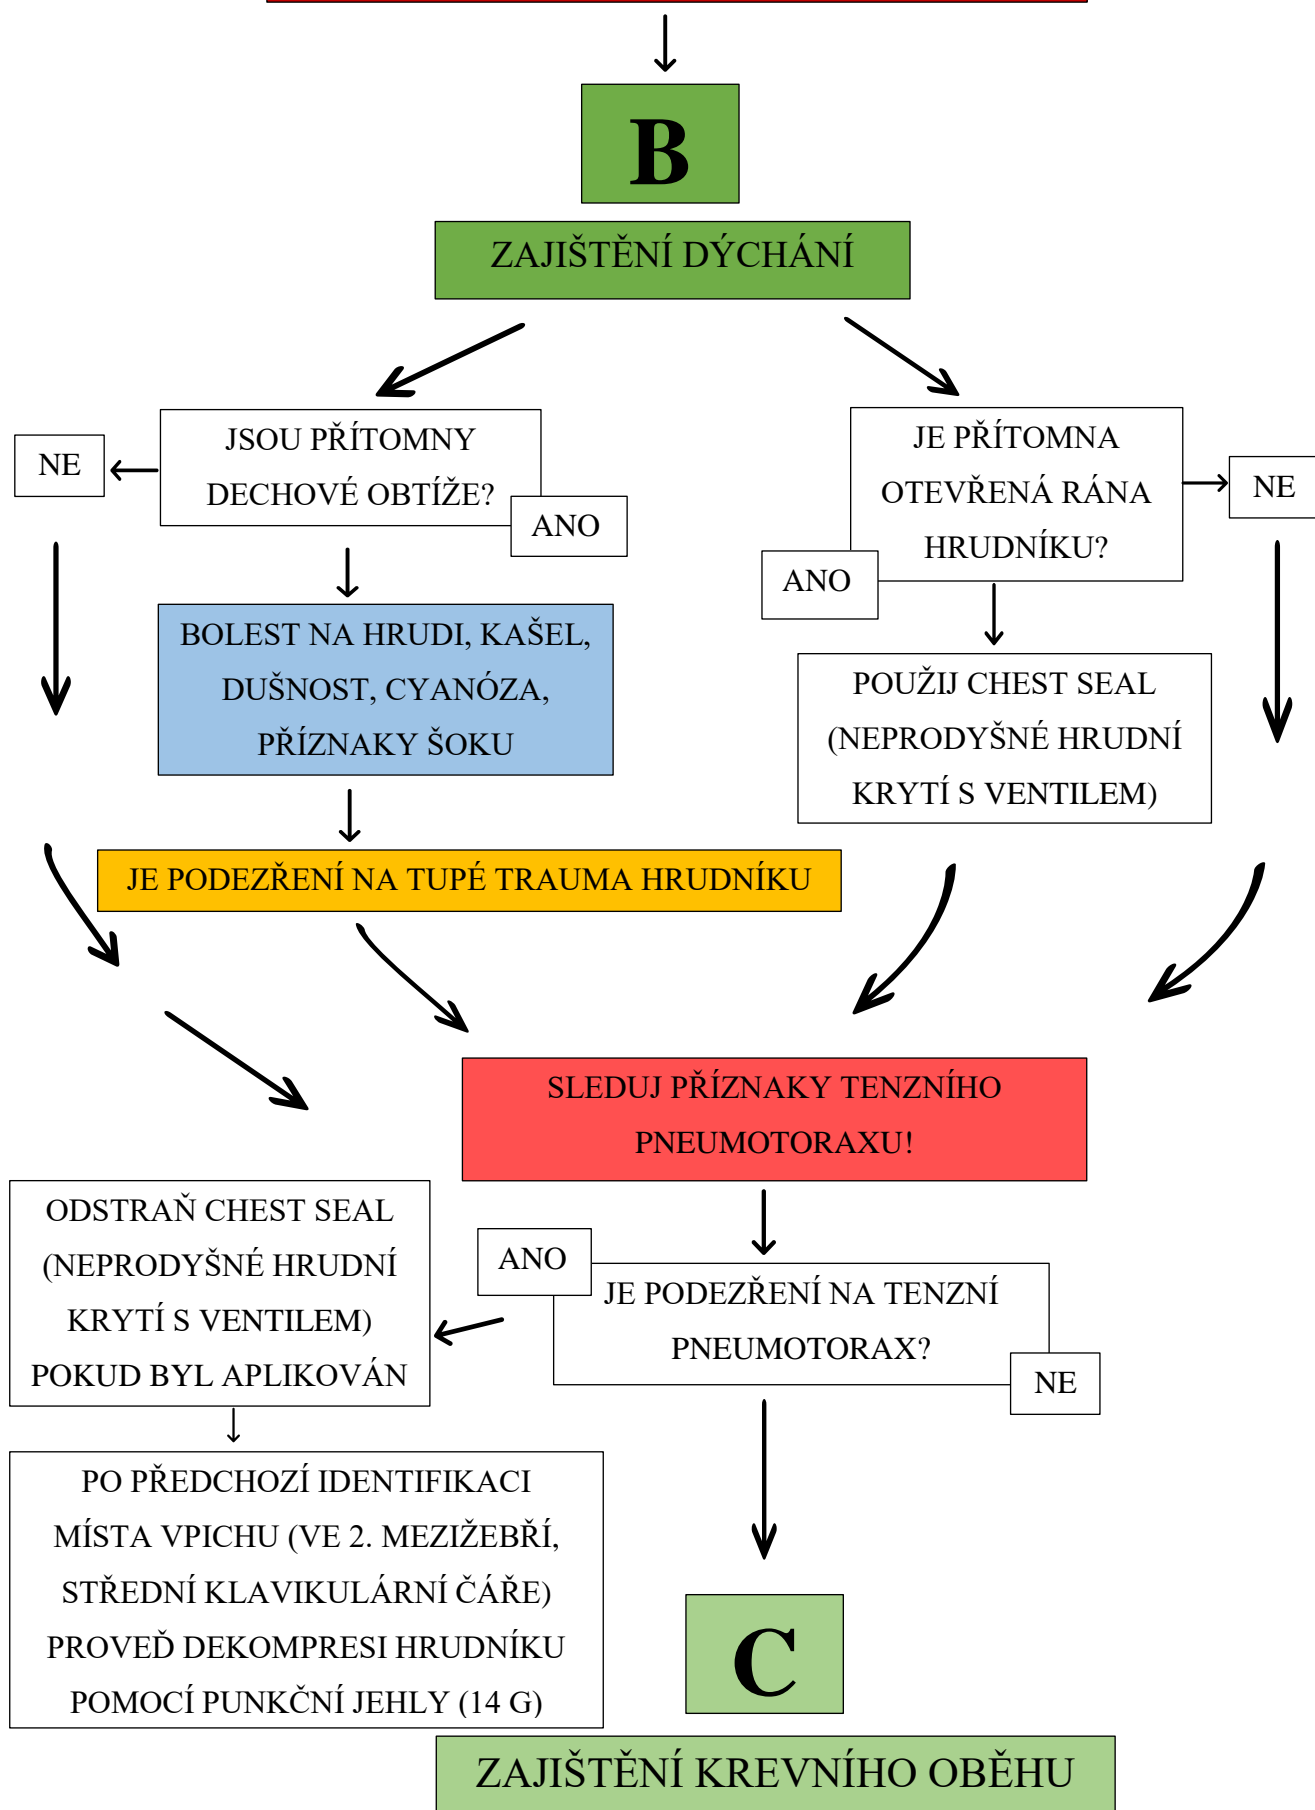 B
ZAJIŠTĚNÍ DÝCHÁNÍ
NE
JSOU PŘÍTOMNY
DECHOVÉ OBTÍŽE?
ANO
JE PŘÍTOMNA
OTEVŘENÁ RÁNA
HRUDNÍKU?
NE
ANO
BOLEST NA HRUDI, KAŠEL,
DUŠNOST, CYANÓZA,
PŘÍZNAKY ŠOKU
POUŽIJ CHEST SEAL
(NEPRODYŠNÉ HRUDNÍ
KRYTÍ S VENTILEM)
JE PODEZŘENÍ NA TUPÉ TRAUMA HRUDNÍKU
SLEDUJ PŘÍZNAKY TENZNÍHO
PNEUMOTORAXU!
ODSTRAŇ CHEST SEAL
(NEPRODYŠNÉ HRUDNÍ
KRYTÍ S VENTILEM)
POKUD BYL APLIKOVÁN
ANO
JE PODEZŘENÍ NA TENZNÍ
PNEUMOTORAX?
NE
PO PŘEDCHOZÍ IDENTIFIKACI
MÍSTA VPICHU (VE 2. MEZIŽEBŘÍ,
STŘEDNÍ KLAVIKULÁRNÍ ČÁŘE)
PROVEĎ DEKOMPRESI HRUDNÍKU
POMOCÍ PUNKČNÍ JEHLY (14 G)
C
ZAJIŠTĚNÍ KREVNÍHO OBĚHU